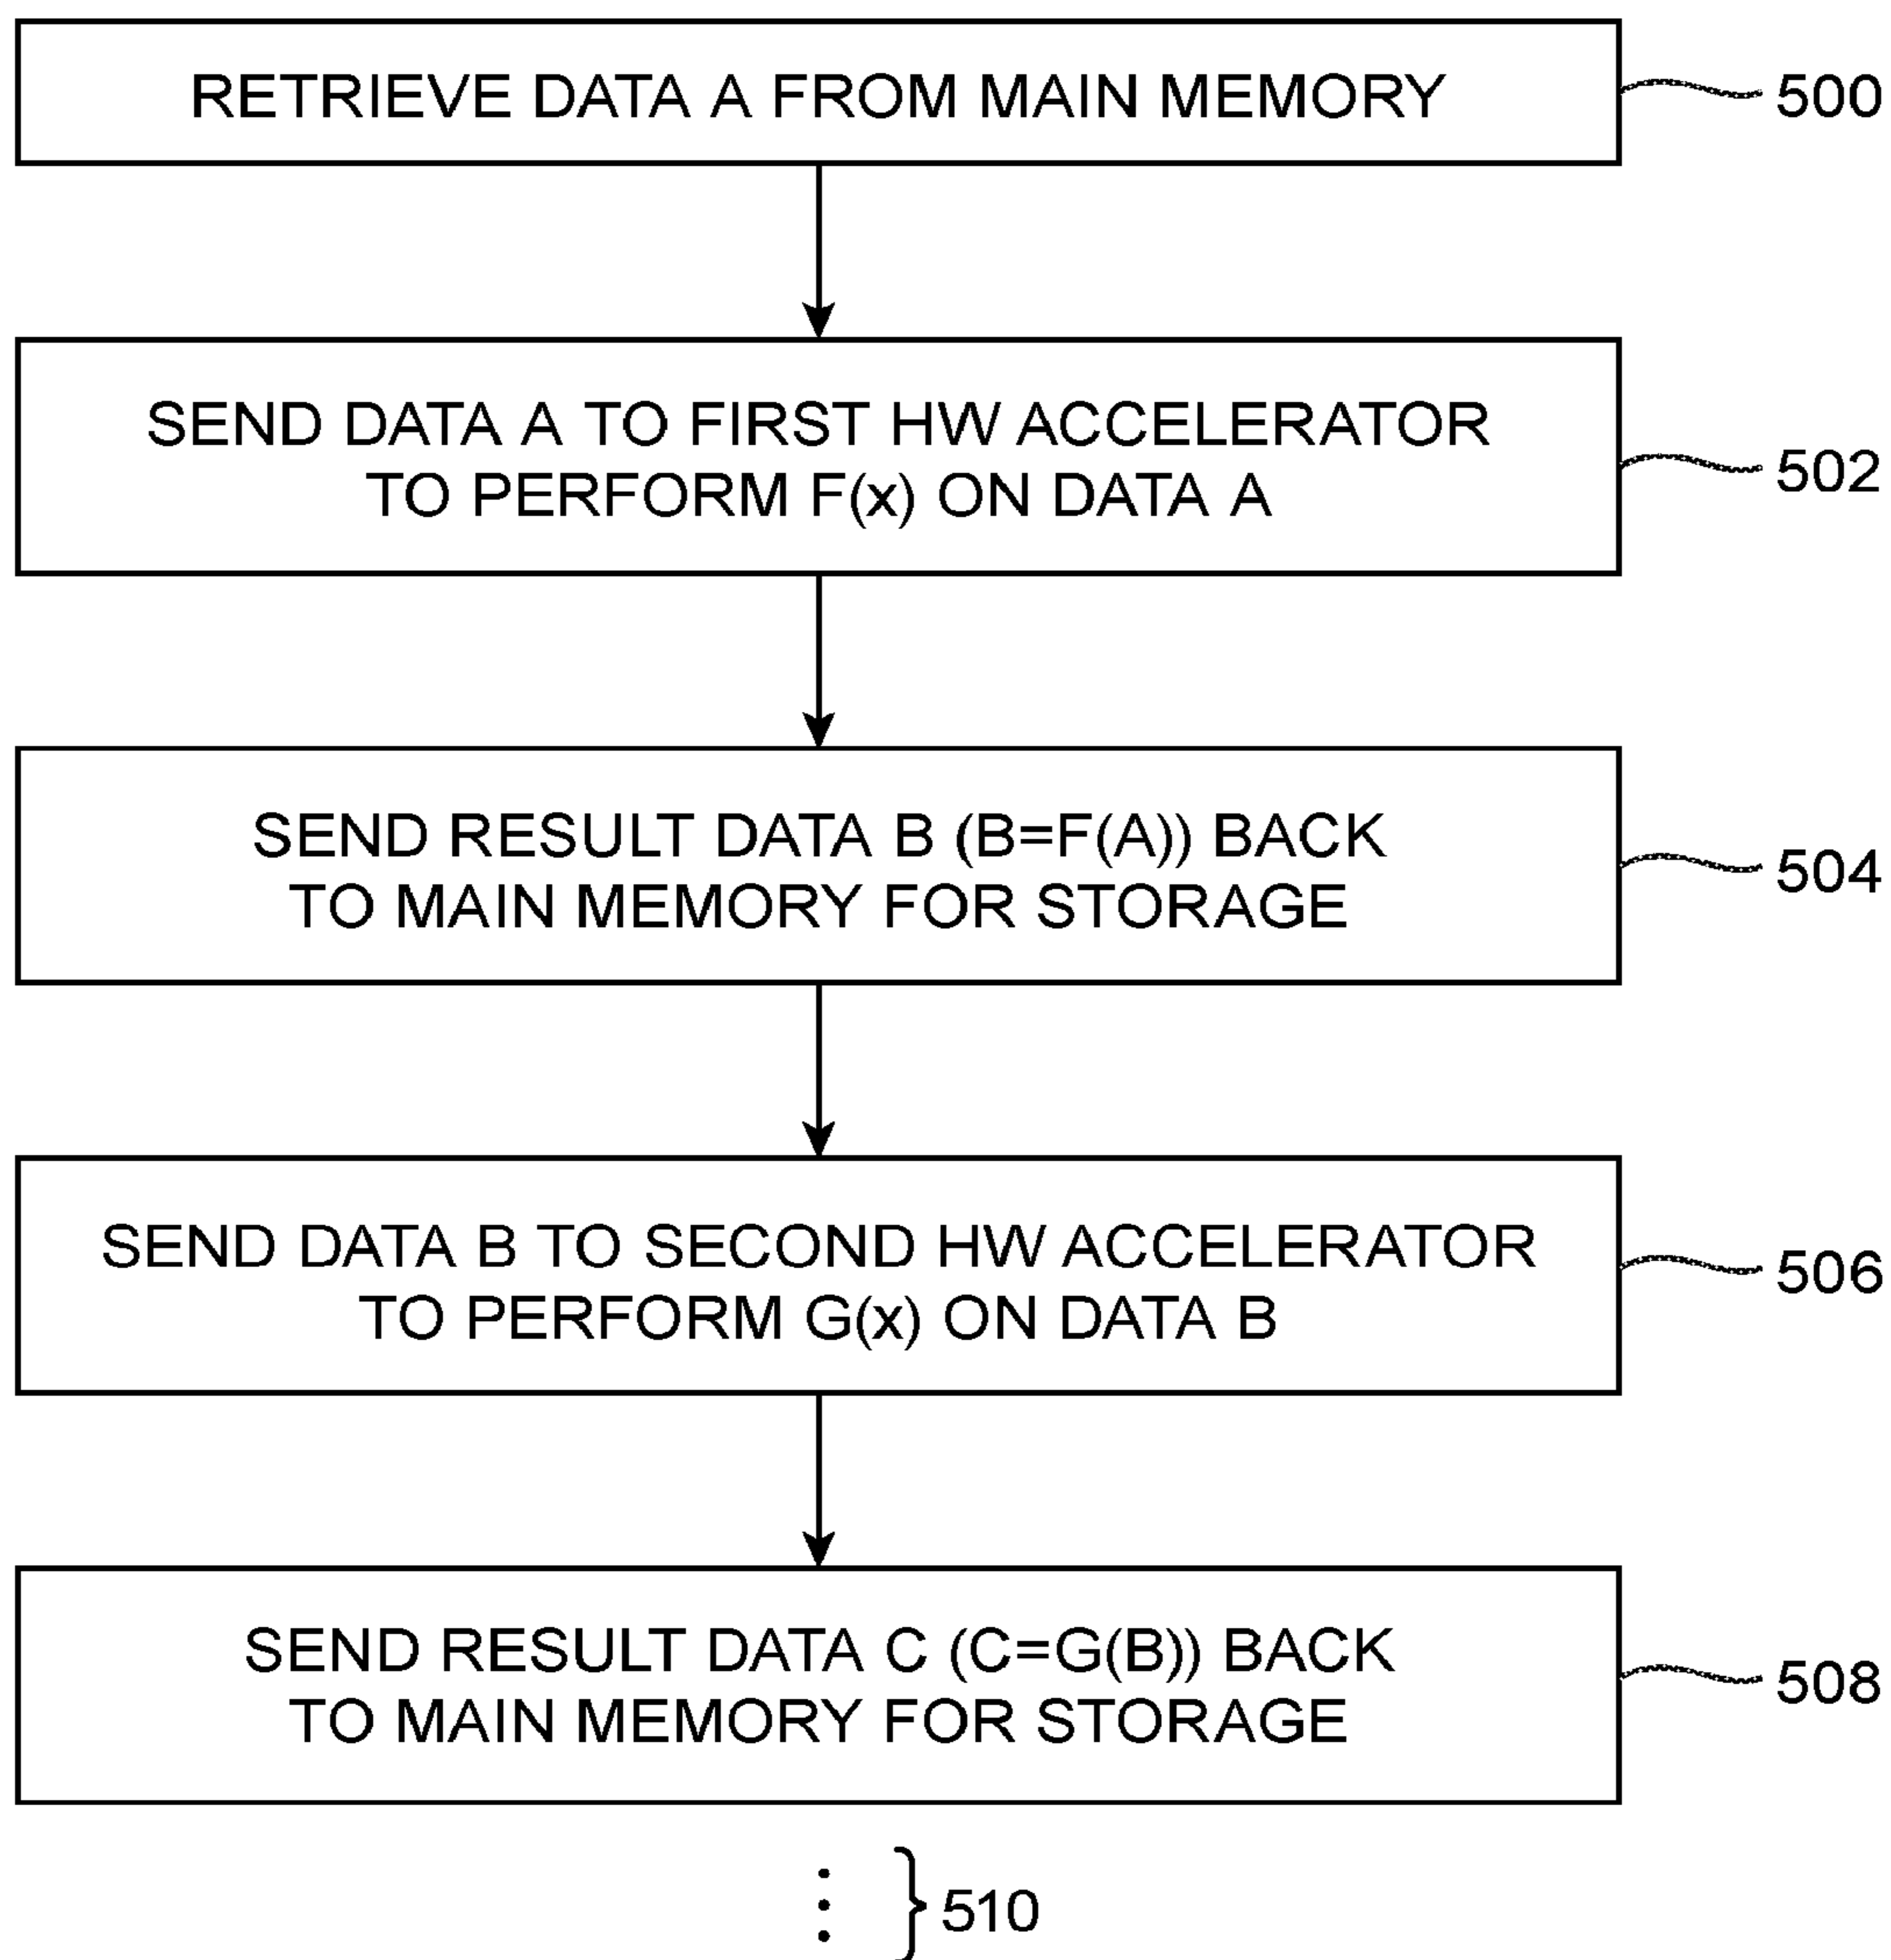 RETRIEVE DATA A FROM MAIN MEMORY
500
SEND DATA A TO FIRST HW ACCELERATOR
TO PERFORM F(x) ON DATA A
502
SEND RESULT DATA B (B=F(A)) BACK
TO MAIN MEMORY FOR STORAGE
504
SEND DATA B TO SECOND HW ACCELERATOR
TO PERFORM G(x) ON DATA B
506
SEND RESULT DATA C (C=G(B)) BACK
TO MAIN MEMORY FOR STORAGE
508
510